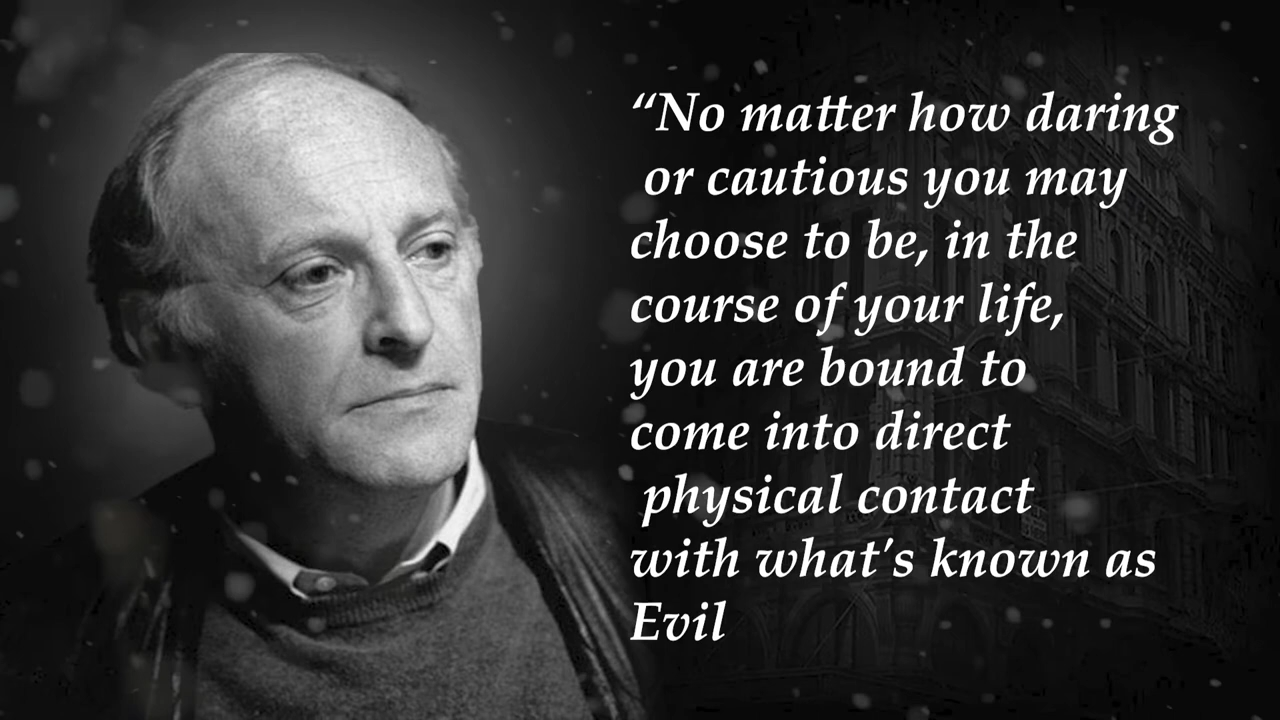 “No matter how daring
or cautious you may
choose to be, in the
course of your life,
you are bound to
come into direct
physical contact
with what's known as
Evil